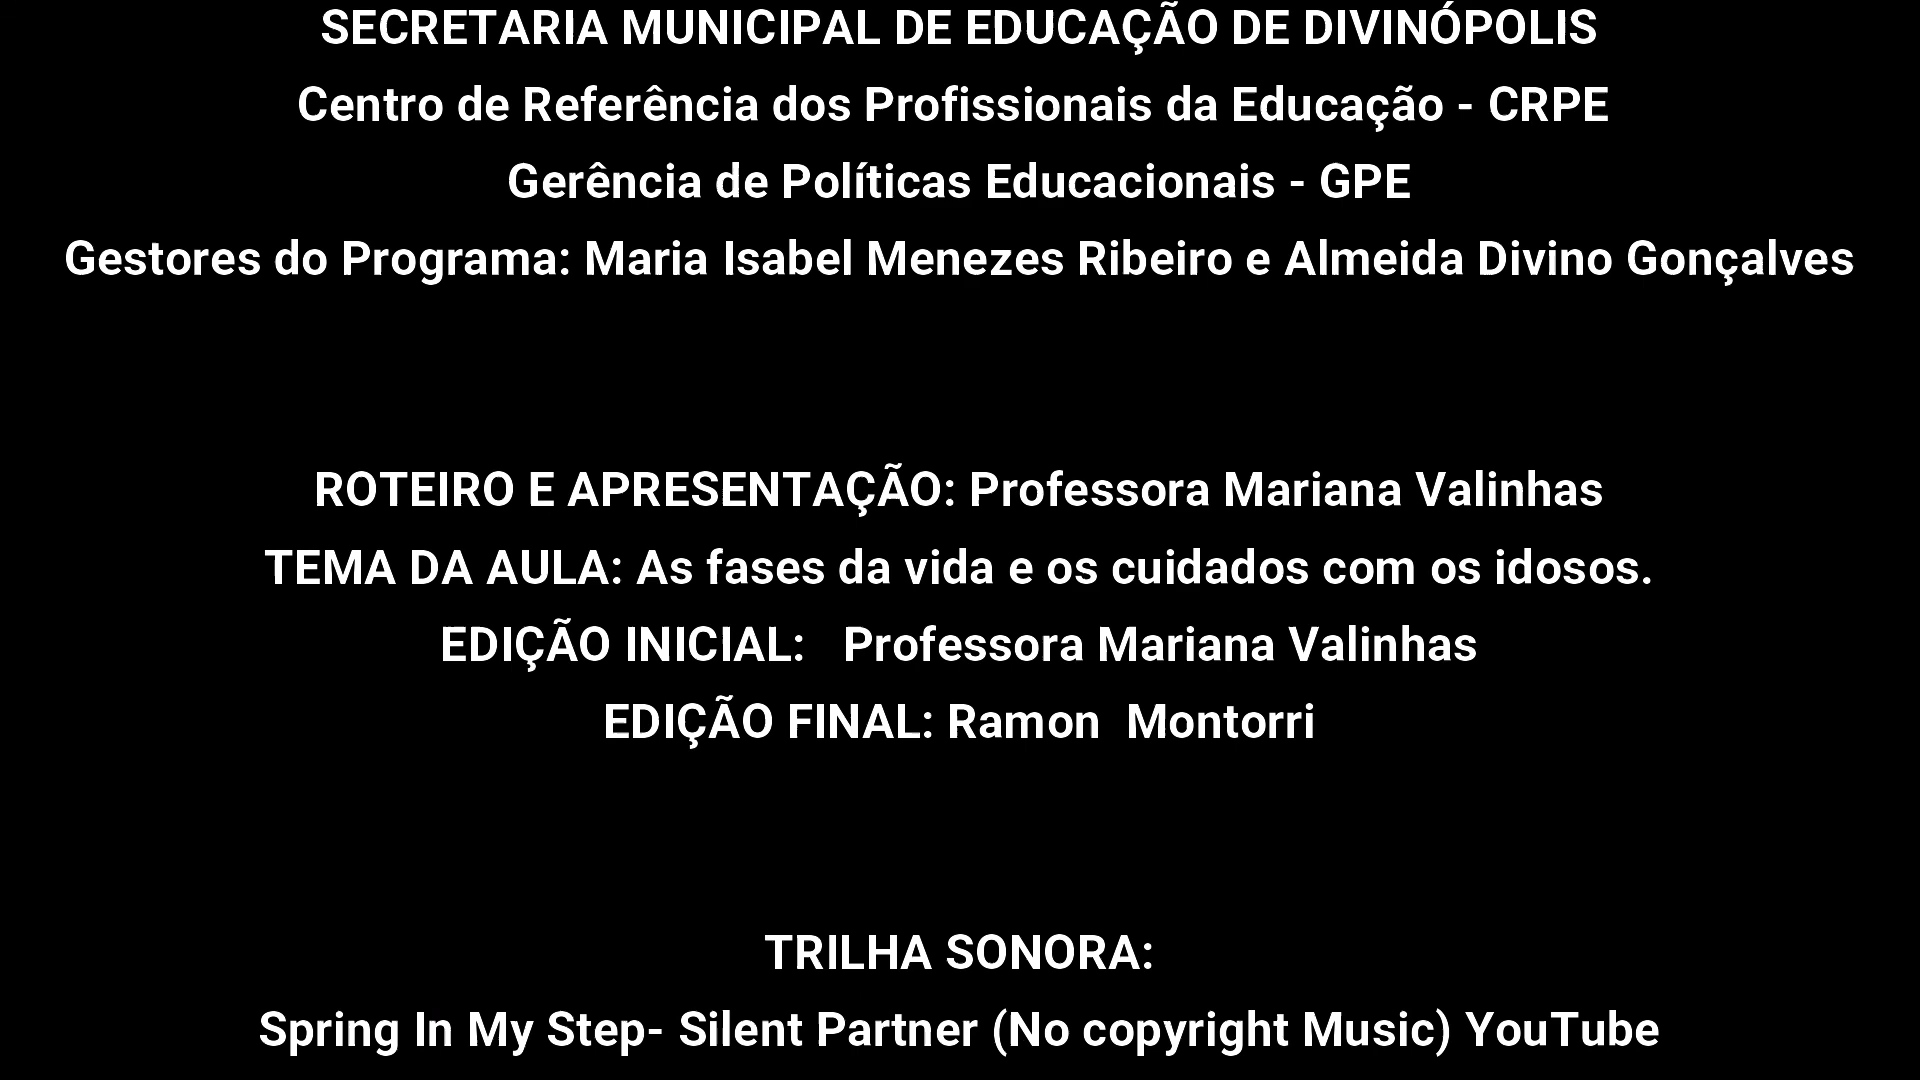 SECRETARIA MUNICIPAL DE EDUCAÇÃO DE DIVINÓPOLIS
Centro de Referência dos Profissionais da Educação - CRPE
Gerência de Políticas Educacionais - GPE
Gestores do Programa: Maria Isabel Menezes Ribeiro e Almeida Divino Gonçalves
ROTEIRO E APRESENTAÇÃO: Professora Mariana Valinhas
TEMA DA AULA: As fases da vida e os cuidados com os idosos.
EDIÇÃO INICIAL:   Professora Mariana Valinhas
EDIÇÃO FINAL: Ramon  Montorri
TRILHA SONORA:
Spring In My Step- Silent Partner (No copyright Music) YouTube